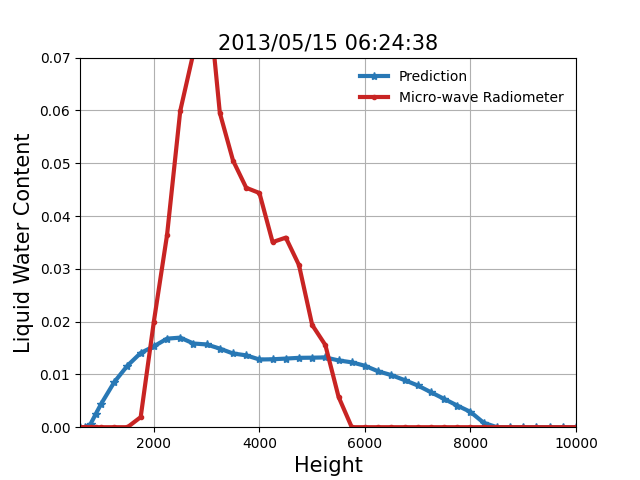 2013/05/15 06:24:38
0.07
0.06
0.05
0.04
0.03
0.02
0.01
0.00
Liquid Water Content
Prediction
Micro-wave Radiometer
2000 4000 6000 8000 10000
Height